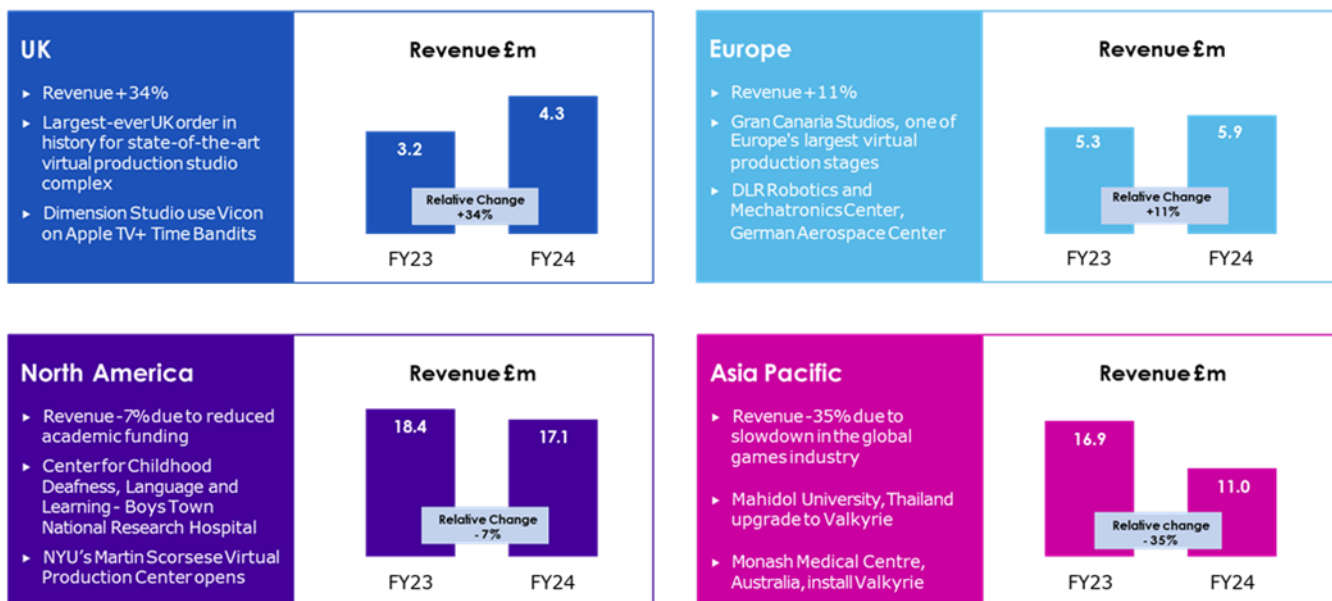 UK
▸ Revenue +34%
▸ Largest-ever UK order in
history for state-of-the-art
virtual production studio
complex
▸ Dimension Studio use Vicon
on Apple TV+ Time Bandits
Revenue £m
3.2
4.3
Relative Change
+34%
FY23
FY24
Europe
▸ Revenue +11%
▸ Gran Canaria Studios, one of
Europe's largest virtual
production stages
▸ DLR Robotics and
Mechatronics Center,
German Aerospace Center
Revenue £m
5.3
5.9
Relative Change
+11%
FY23
FY24
North America
▸ Revenue -7% due to reduced
academic funding
▸ Center for Childhood
Deafness, Language and
Learning - Boys Town
National Research Hospital
▸ NYU's Martin Scorsese Virtual
Production Center opens
Revenue £m
18.4
17.1
Relative Change
- 7%
FY23
FY24
Asia Pacific
▸ Revenue -35% due to
slowdown in the global
games industry
▸ Mahidol University, Thailand
upgrade to Valkyrie
▸ Monash Medical Centre,
Australia, install Valkyrie
Revenue £m
16.9
11.0
Relative change
- 35%
FY23
FY24